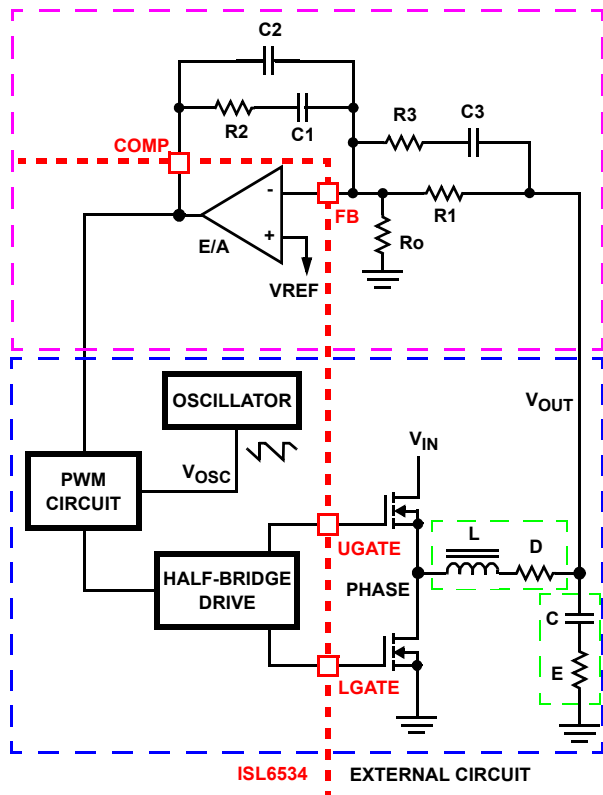 C2
R2
C1
R3
C3
COMP
-
+
E/A
FB
R1
Ro
VREF
OSCILLATOR
VOUT
VIN
PWM
CIRCUIT
VOSC
UGATE
L
D
HALF-BRIDGE
DRIVE
PHASE
C
E
LGATE
ISL6534
EXTERNAL CIRCUIT